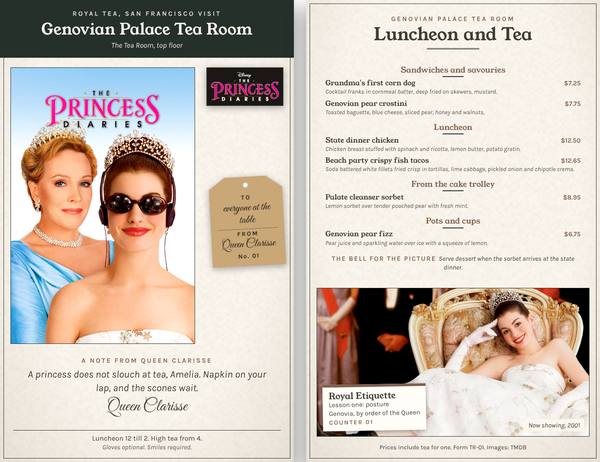 ROYAL TEA, SAN FRANCISCO VISIT
Genovian Palace Tea Room
The Tea Room, top floor
THE
PRINCESS
DIARIES
Disney
THE
PRINCESS
DIARIES
TO
everyone at the
table
FROM
Queen Clarisse
No. 01
A NOTE FROM QUEEN CLARISSE
A princess does not slouch at tea, Amelia. Napkin on your
lap, and the scones wait.
Queen Clarisse
Luncheon 12 till 2. High tea from 4.
Gloves optional. Smiles required.
GENOVIAN PALACE TEA ROOM
Luncheon and Tea
Sandwiches and savouries
Grandma's first corn dog $7.25
Cocktail franks in cornmeal batter, deep fried on skewers, mustard.
Genovian pear crostini $7.75
Toasted baguette, blue cheese, sliced pear, honey and walnuts.
Luncheon
State dinner chicken $12.50
Chicken breast stuffed with spinach and ricotta, lemon butter, potato gratin.
Beach party crispy fish tacos $12.65
Soda battered white fillets fried crisp in tortillas, lime cabbage, pickled onion and chipotle crema.
From the cake trolley
Palate cleanser sorbet $8.95
Lemon sorbet over tender poached pear with fresh mint.
Pots and cups
Genovian pear fizz $6.75
Pear juice and sparkling water over ice with a squeeze of lemon.
THE BELL FOR THE PICTURE Serve dessert when the sorbet arrives at the state
dinner.
Royal Etiquette
Lesson one: posture
Genovia, by order of the Queen
COUNTER 01
Now showing, 2001
Prices include tea for one. Form TR-01. Images: TMDB